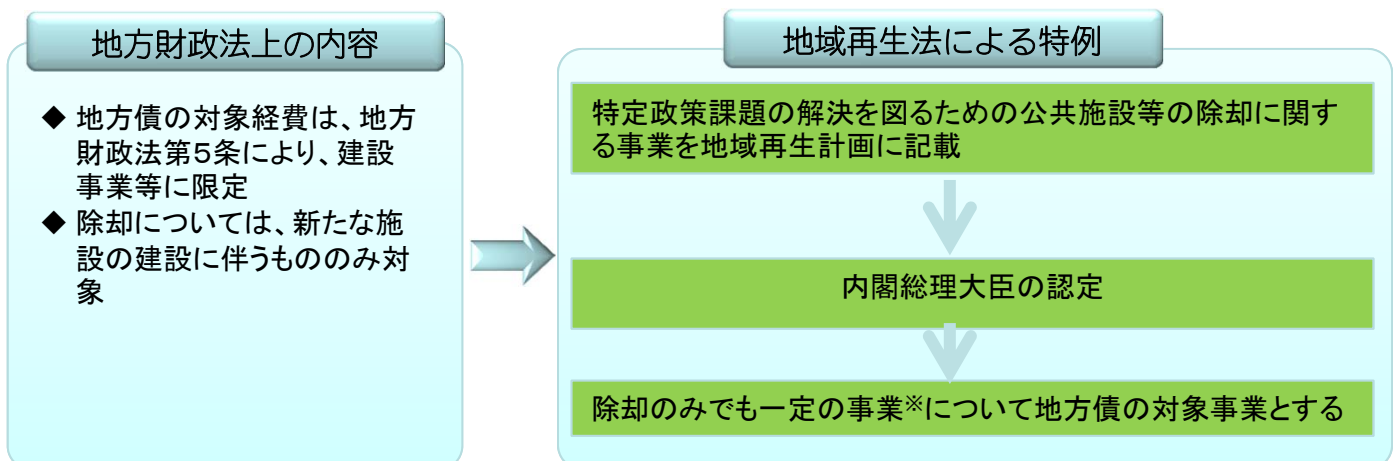 地方財政法上の内容
◆ 地方債の対象経費は、地方
財政法第5条により、建設
事業等に限定
◆ 除却については、新たな施
設の建設に伴うもののみ対
象
地域再生法による特例
特定政策課題の解決を図るための公共施設等の除却に関す
る事業を地域再生計画に記載
内閣総理大臣の認定
除却のみでも一定の事業※について地方債の対象事業とする